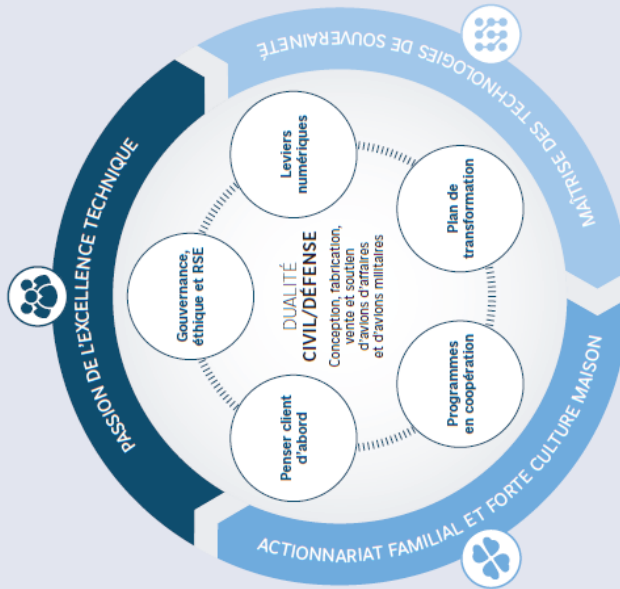 PASSION DE L'EXCELLENCE TECHNIQUE
MAÎTRISE DES TECHNOLOGIES DE SOUVERAINETÉ
ACTIONNARIAT FAMILIAL ET FORTE CULTURE MAISON
Gouvernance,
éthique et RSE
Leviers
numériques
Plan de
transformation
Programmes
en coopération
Penser client
d'abord
DUALITÉ
CIVIL/DÉFENSE
Conception, fabrication,
vente et soutien
d'avions d'affaires
et d'avions militaires